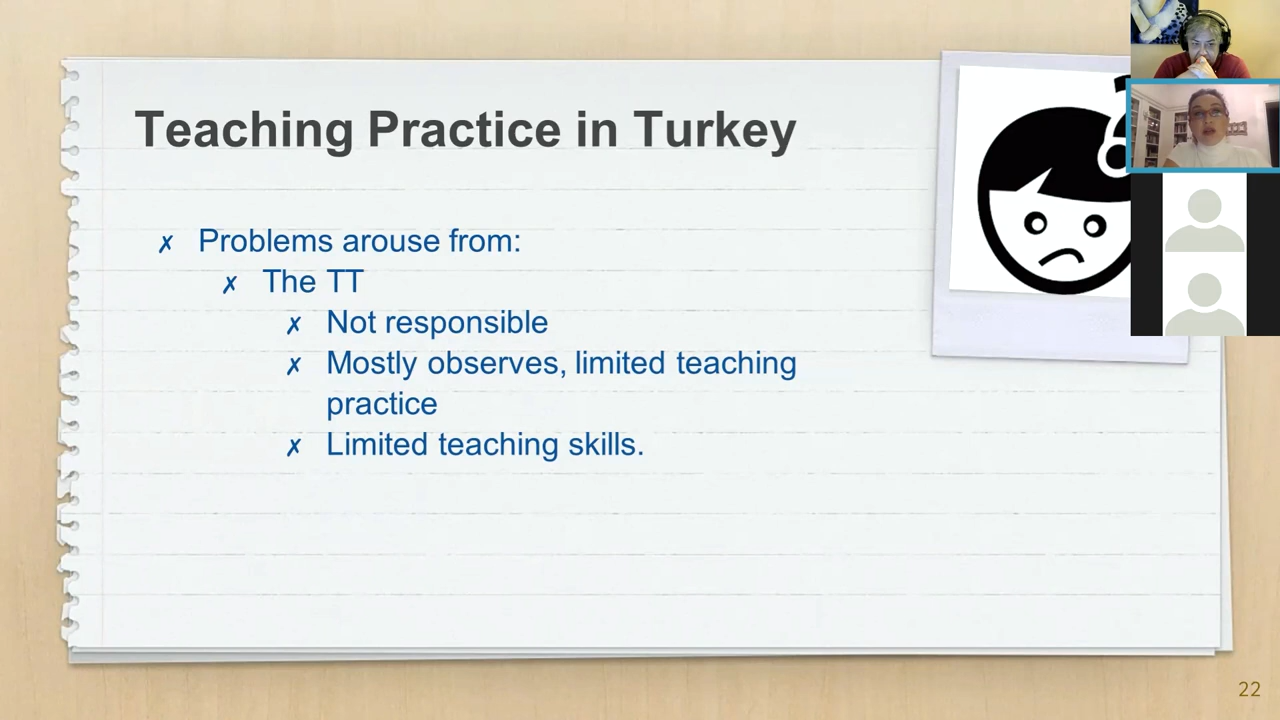 Teaching Practice in Turkey
✗ Problems arouse from:
✗ The TT
✗ Not responsible
✗ Mostly observes, limited teaching
practice
✗ Limited teaching skills.
22